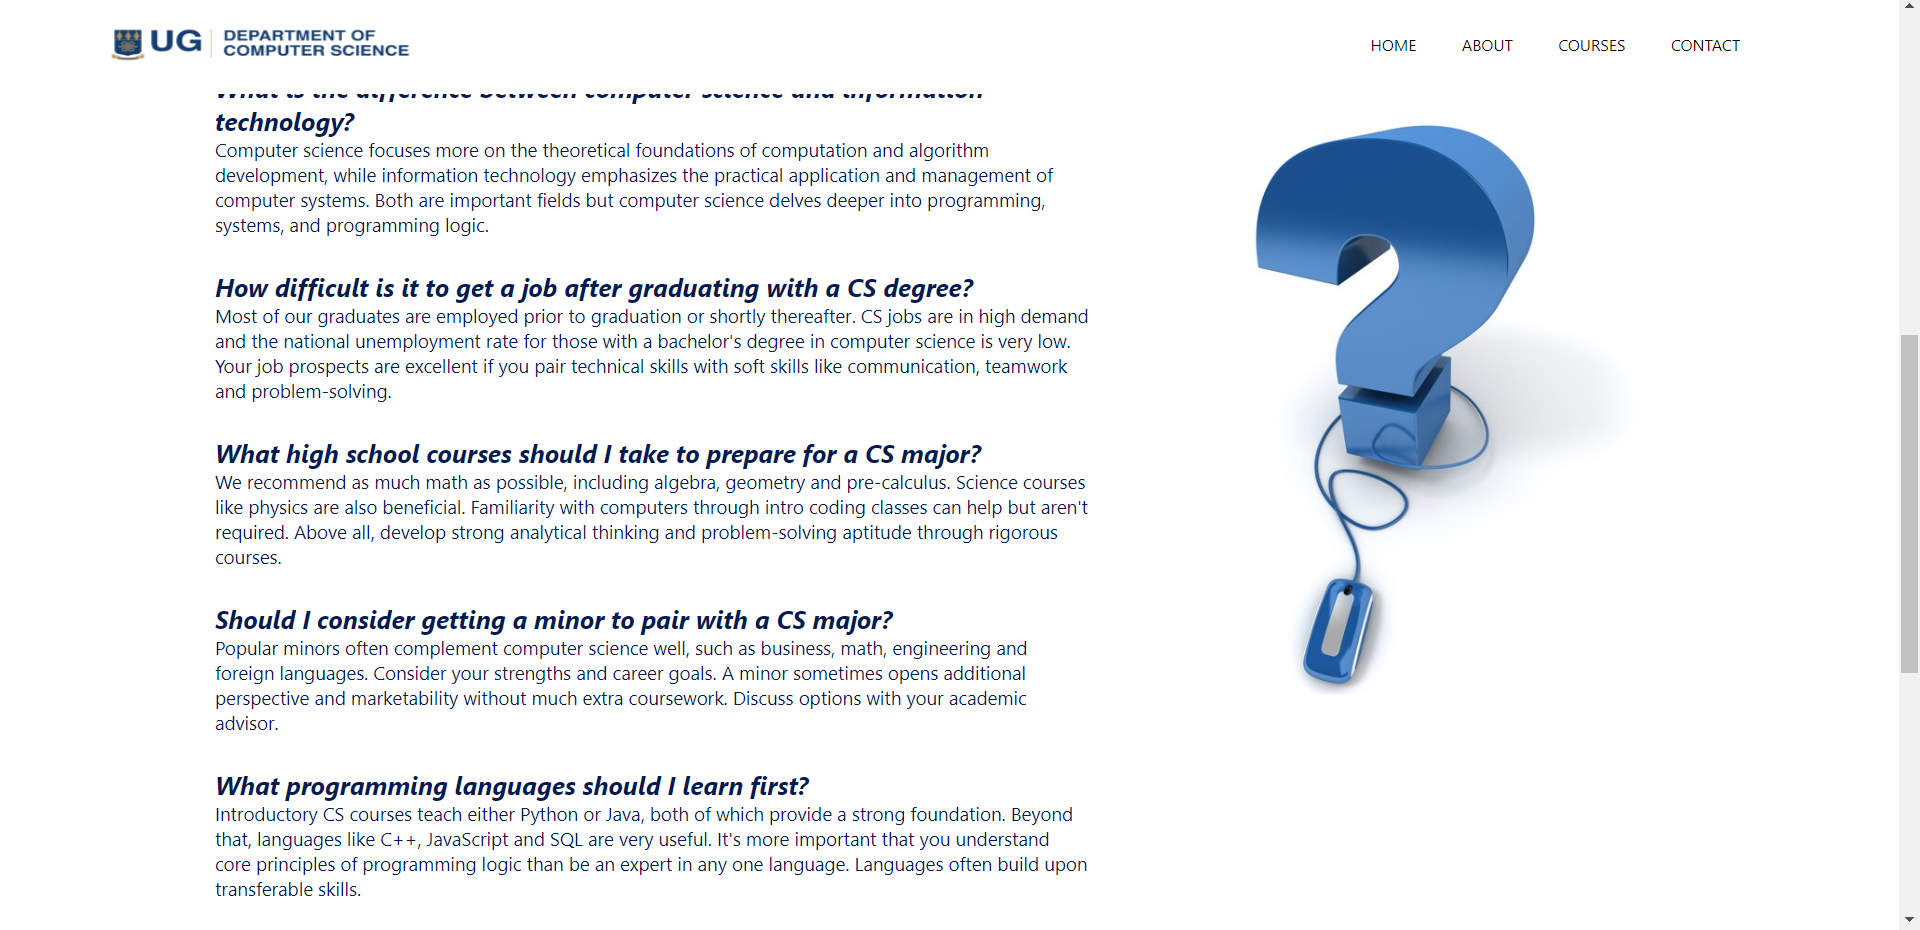 UG DEPARTMENT OF
COMPUTER SCIENCE
HOME ABOUT COURSES CONTACT
What is the difference between computer science and information
technology?
Computer science focuses more on the theoretical foundations of computation and algorithm
development, while information technology emphasizes the practical application and management of
computer systems. Both are important fields but computer science delves deeper into programming,
systems, and programming logic.
How difficult is it to get a job after graduating with a CS degree?
Most of our graduates are employed prior to graduation or shortly thereafter. CS jobs are in high demand
and the national unemployment rate for those with a bachelor's degree in computer science is very low.
Your job prospects are excellent if you pair technical skills with soft skills like communication, teamwork
and problem-solving.
What high school courses should I take to prepare for a CS major?
We recommend as much math as possible, including algebra, geometry and pre-calculus. Science courses
like physics are also beneficial. Familiarity with computers through intro coding classes can help but aren't
required. Above all, develop strong analytical thinking and problem-solving aptitude through rigorous
courses.
Should I consider getting a minor to pair with a CS major?
Popular minors often complement computer science well, such as business, math, engineering and
foreign languages. Consider your strengths and career goals. A minor sometimes opens additional
perspective and marketability without much extra coursework. Discuss options with your academic
advisor.
What programming languages should I learn first?
Introductory CS courses teach either Python or Java, both of which provide a strong foundation. Beyond
that, languages like C++, JavaScript and SQL are very useful. It's more important that you understand
core principles of programming logic than be an expert in any one language. Languages often build upon
transferable skills.